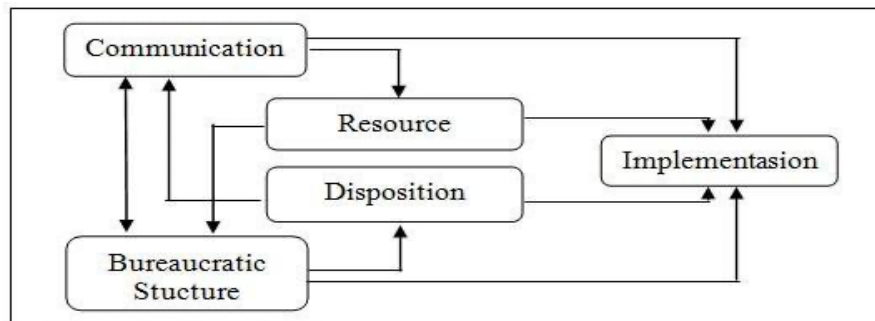 Communication
Resource
Implementasion
Disposition
Bureaucratic
Stucture